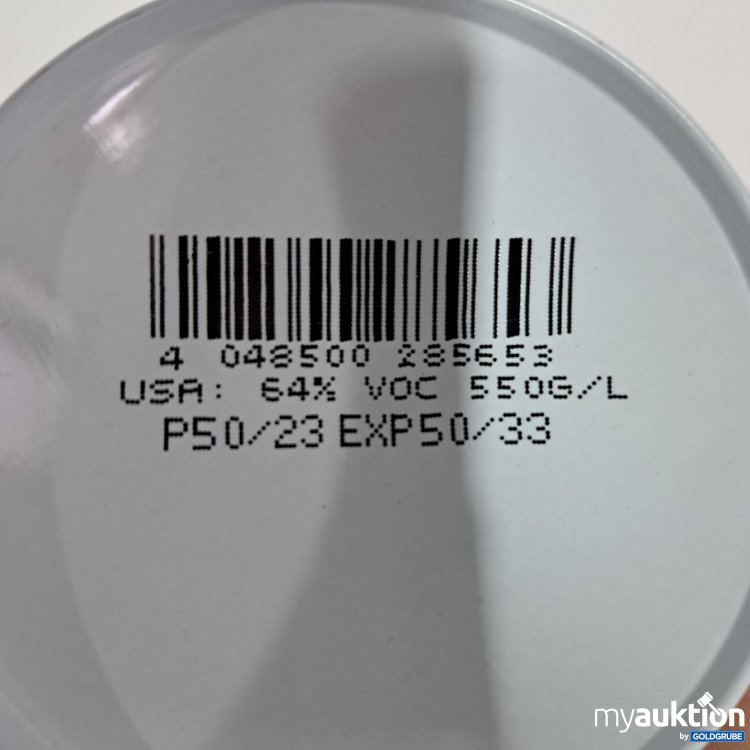 4 048500 285653
USA: 64% VOC 550G/L
P50/23 EXP50/33
myauktion
by GOLDGRUBE